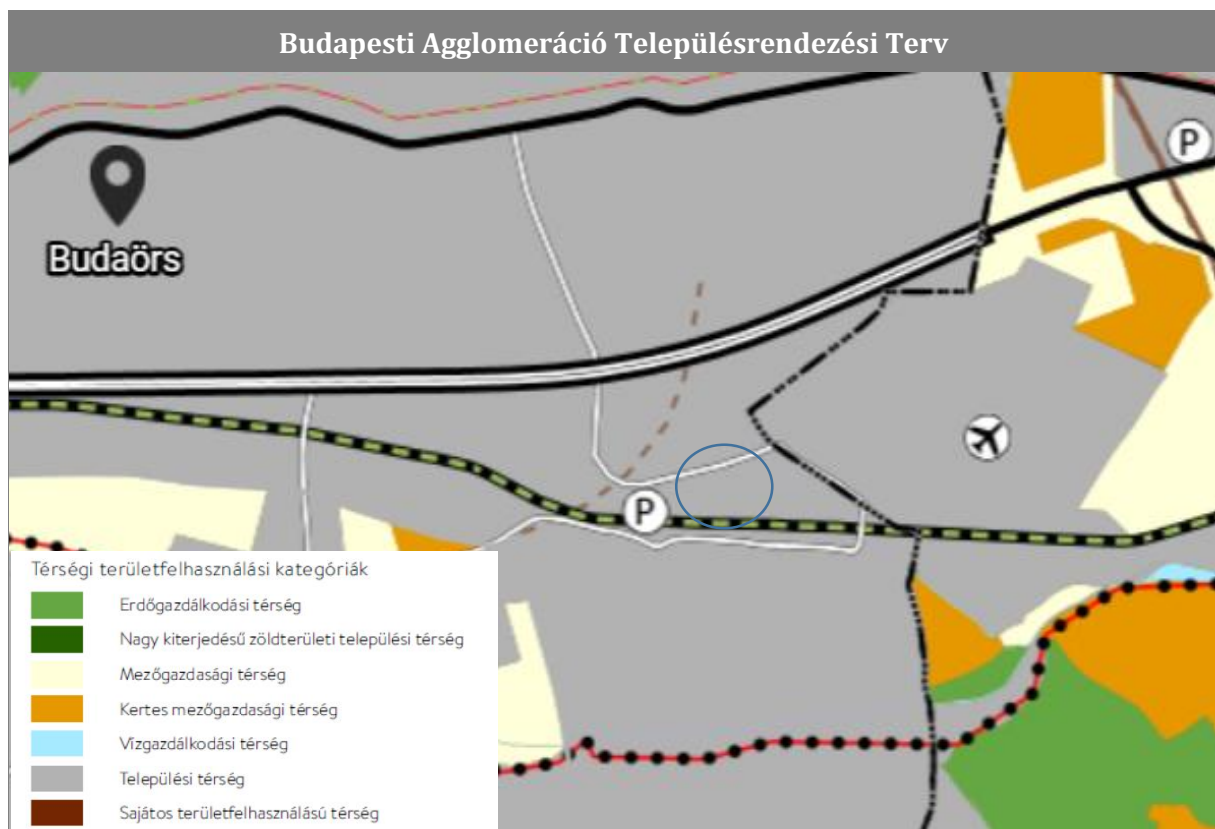 Budapesti Agglomeráció Településrendezési Terv
P
Budaörs
P
Térségi területfelhasználási kategóriák
Erdőgazdálkodási térség
Nagy kiterjedésű zöldterületi települési térség
Mezőgazdasági térség
Kertes mezőgazdasági térség
Vízgazdálkodási térség
Települési térség
Sajátos területfelhasználású térség